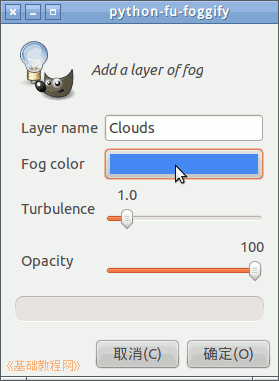 python-fu-foggify
Add a layer of fog
Layer name Clouds
Fog color
1.0
Turbulence
100
Opacity
取消(C) 确定(O)
《基础教程网》